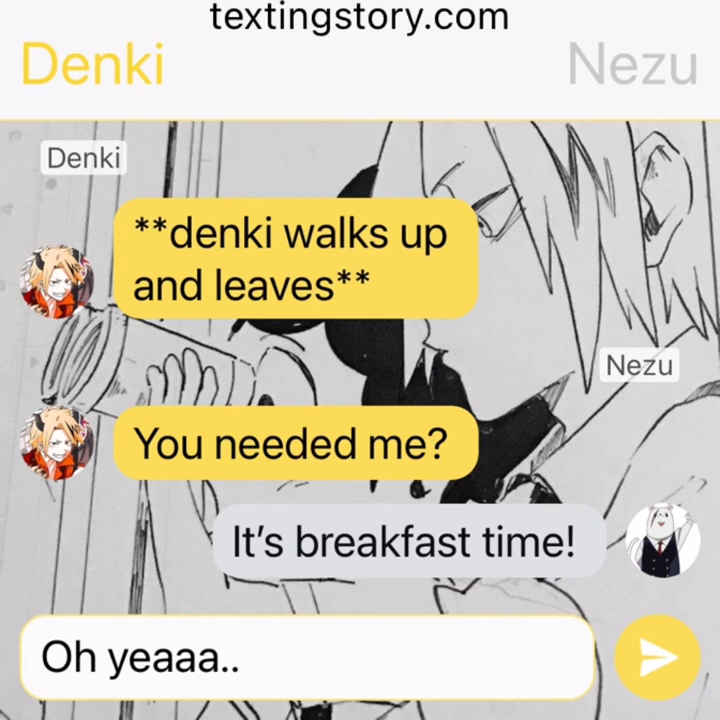 textingstory.com
Denki
Nezu
Denki
**denki walks up
and leaves**
Nezu
You needed me?
It’s breakfast time!
Oh yeaaa..